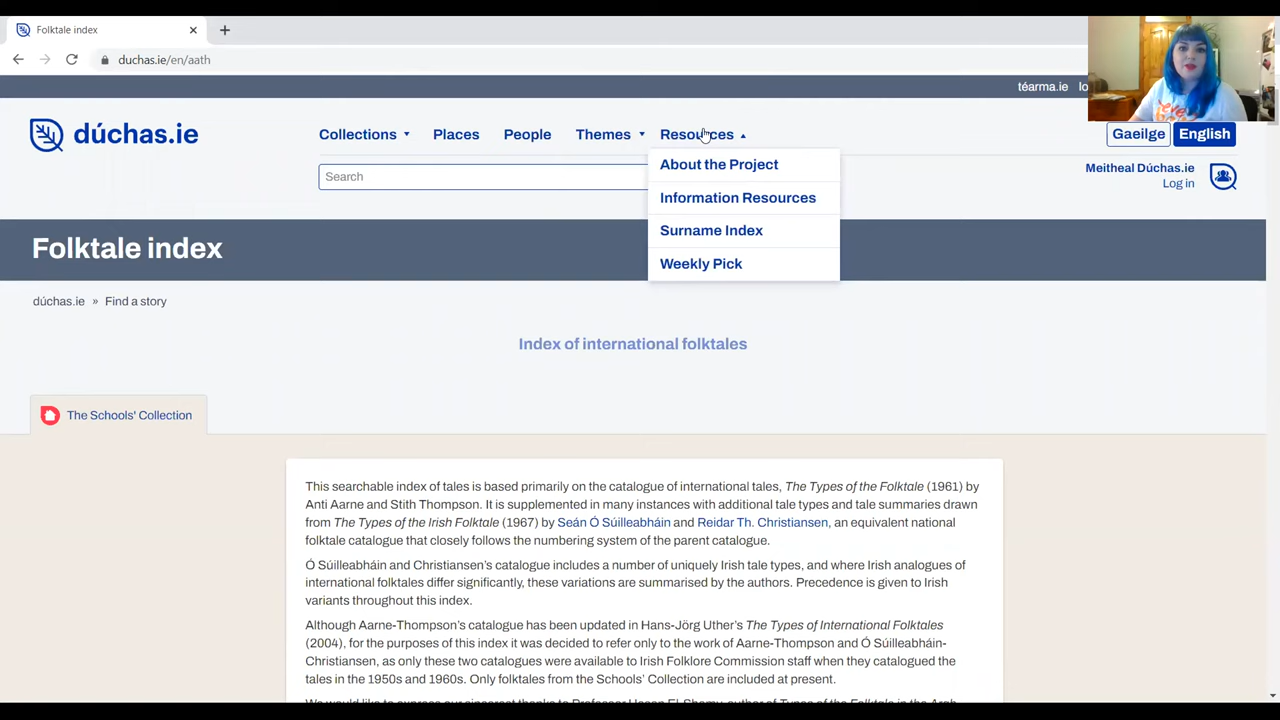 Folktale index
duchas.ie/en/aath
téarma.ie lo
dúchas.ie
Collections Places People Themes Resources
Gaeilge English
Search
About the Project
Information Resources
Surname Index
Weekly Pick
Meitheal Dúchas.ie
Log in
Folktale index
dúchas.ie » Find a story
Index of international folktales
The Schools' Collection
This searchable index of tales is based primarily on the catalogue of international tales, The Types of the Folktale (1961) by
Anti Aarne and Stith Thompson. It is supplemented in many instances with additional tale types and tale summaries drawn
from The Types of the Irish Folktale (1967) by Seán Ó Súilleabháin and Reidar Th. Christiansen, an equivalent national
folktale catalogue that closely follows the numbering system of the parent catalogue.
Ó Súilleabháin and Christiansen's catalogue includes a number of uniquely Irish tale types, and where Irish analogues of
international folktales differ significantly, these variations are summarised by the authors. Precedence is given to Irish
variants throughout this index.
Although Aarne-Thompson's catalogue has been updated in Hans-Jörg Uther's The Types of International Folktales
(2004), for the purposes of this index it was decided to refer only to the work of Aarne-Thompson and Ó Súilleabháin-
Christiansen, as only these two catalogues were available to Irish Folklore Commission staff when they catalogued the
tales in the 1950s and 1960s. Only folktales from the Schools' Collection are included at present.